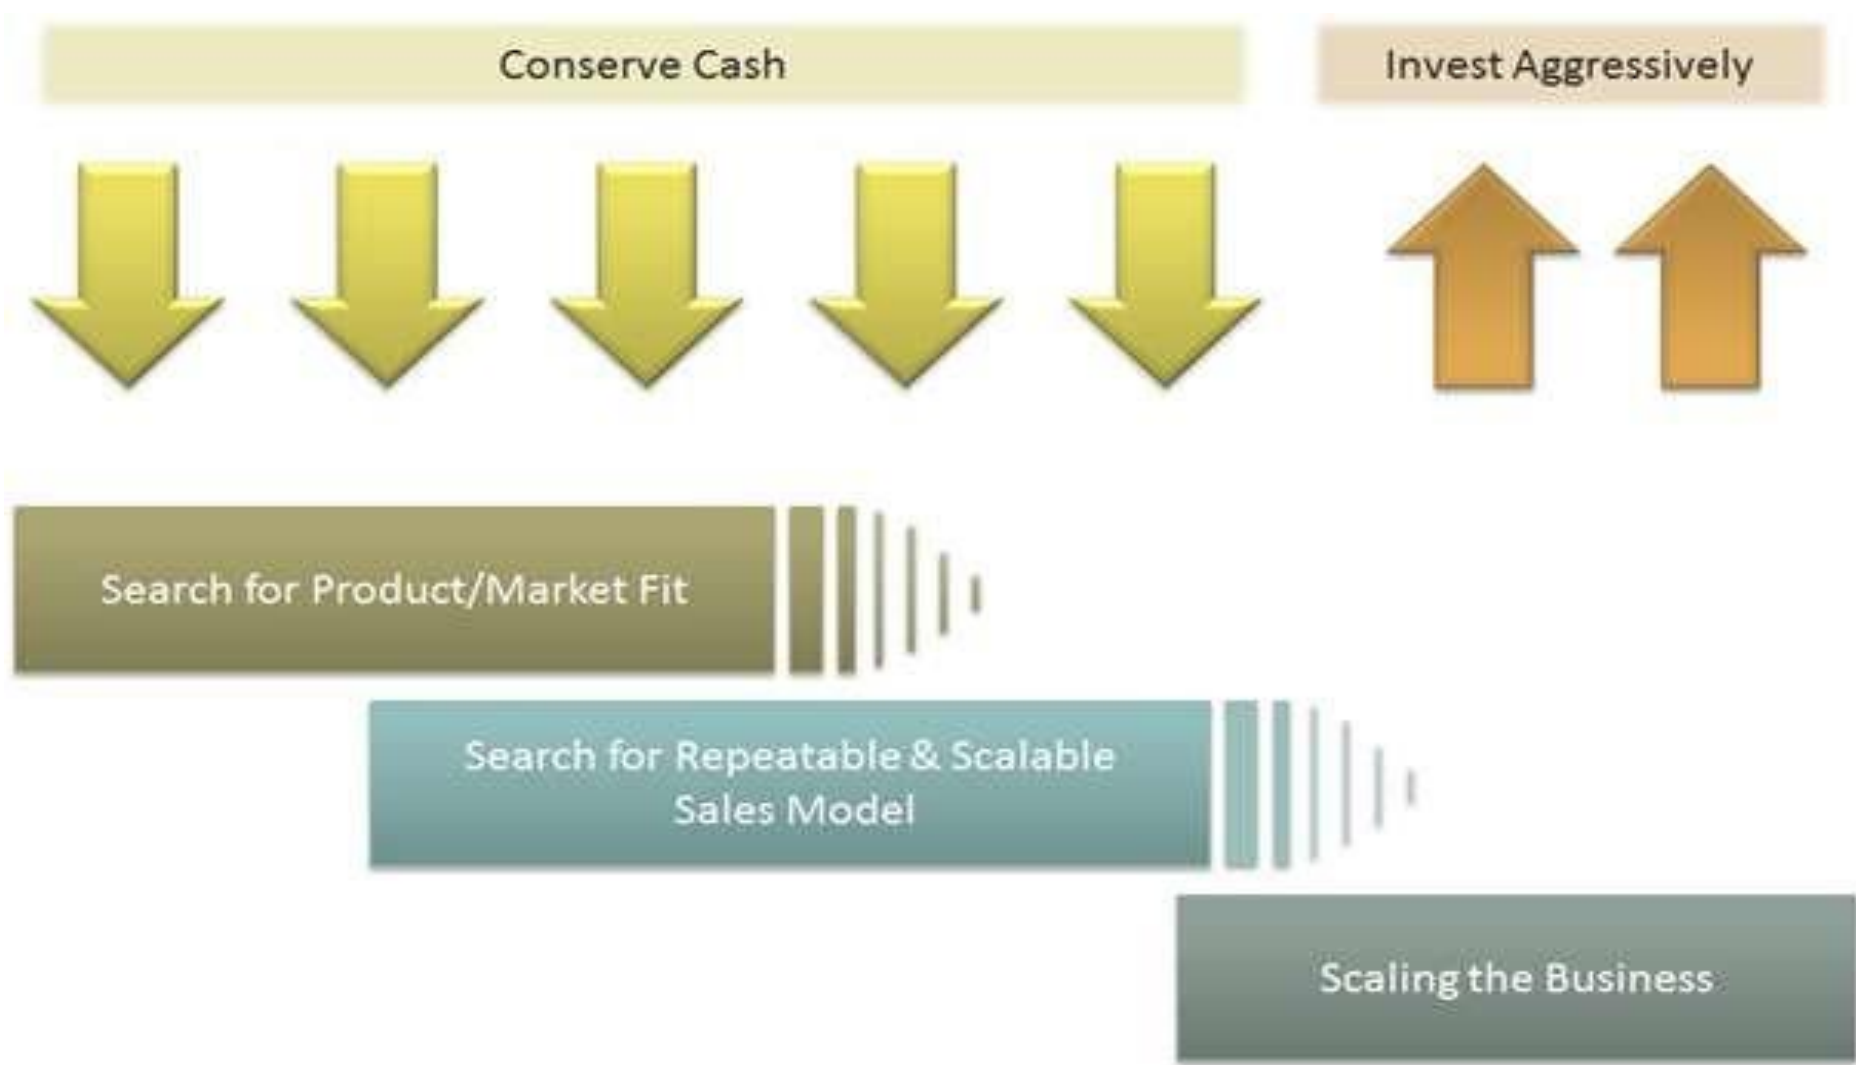 Conserve Cash
Invest Aggressively
Search for Product/Market Fit
Search for Repeatable & Scalable
Sales Model
Scaling the Business